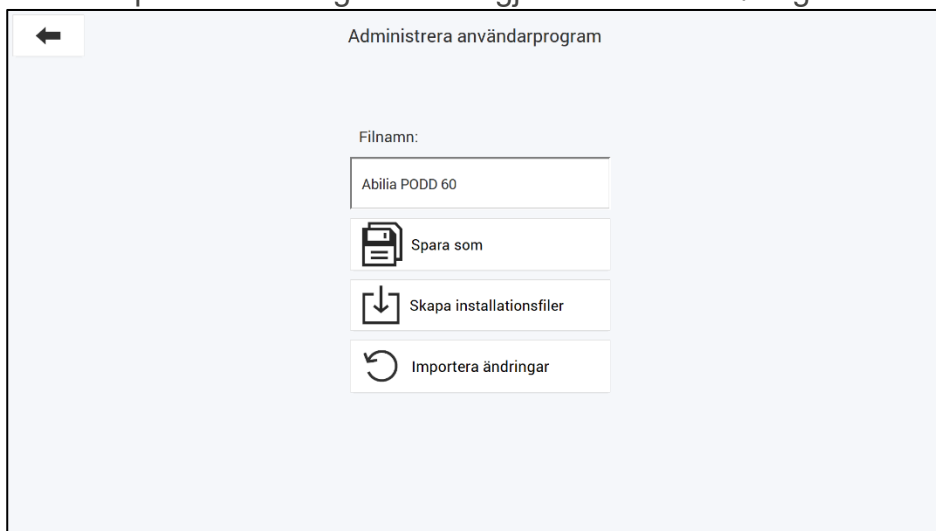 Administrera användarprogram
Filnamn:
Abilia PODD 60
Spara som
Skapa installationsfiler
Importera ändringar